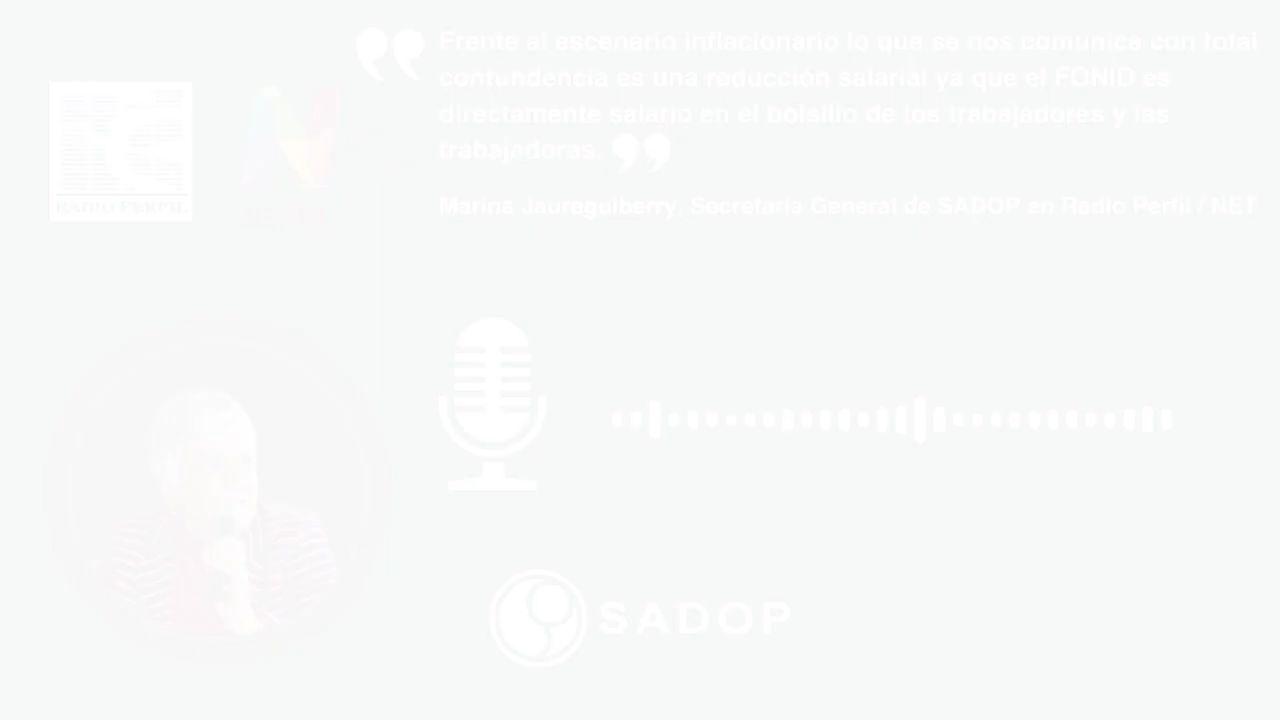 Frente al escenario inflacionario lo que se nos comunica con total
contundencia es una reducción salarial ya que el FONID es
directamente salario en el bolsillo de los trabajadores y las
trabajadoras.
Marina Jaureguiberry. Secretaria General de SADOP en Radio Perfil / NET
RADIO PERFIL
SADOP